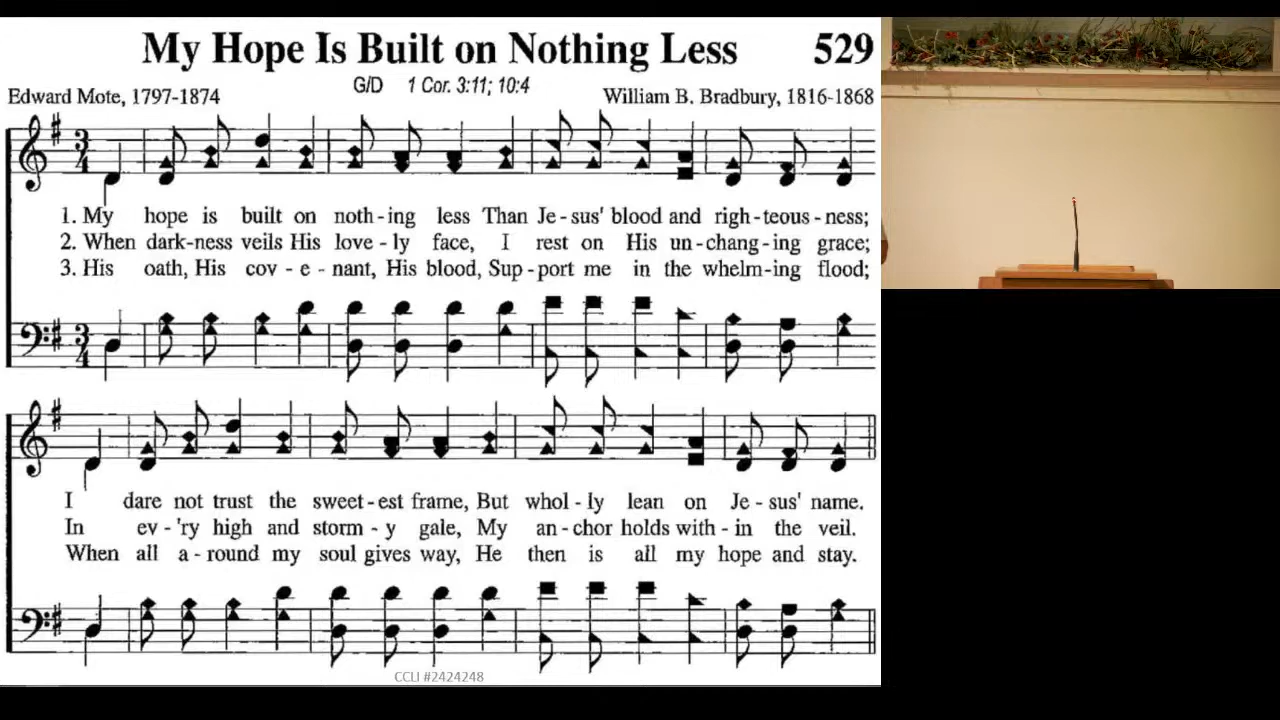 My Hope Is Built on Nothing Less 529
G/D 1 Cor. 3:11; 10:4
Edward Mote, 1797-1874 William B. Bradbury, 1816-1868
3
4
1. My hope is built on noth - ing less Than Je - sus' blood and righ - teous - ness;
2. When dark - ness veils His love - ly face, I rest on His un - chang - ing grace;
3. His oath, His cov - e - nant, His blood, Sup - port me in the whelm - ing flood;
3
4
I dare not trust the sweet - est frame, But whol - ly lean on Je - sus' name.
In ev - 'ry high and storm - y gale, My an - chor holds with - in the veil.
When all a - round my soul gives way, He then is all my hope and stay.
CCLI #2424248